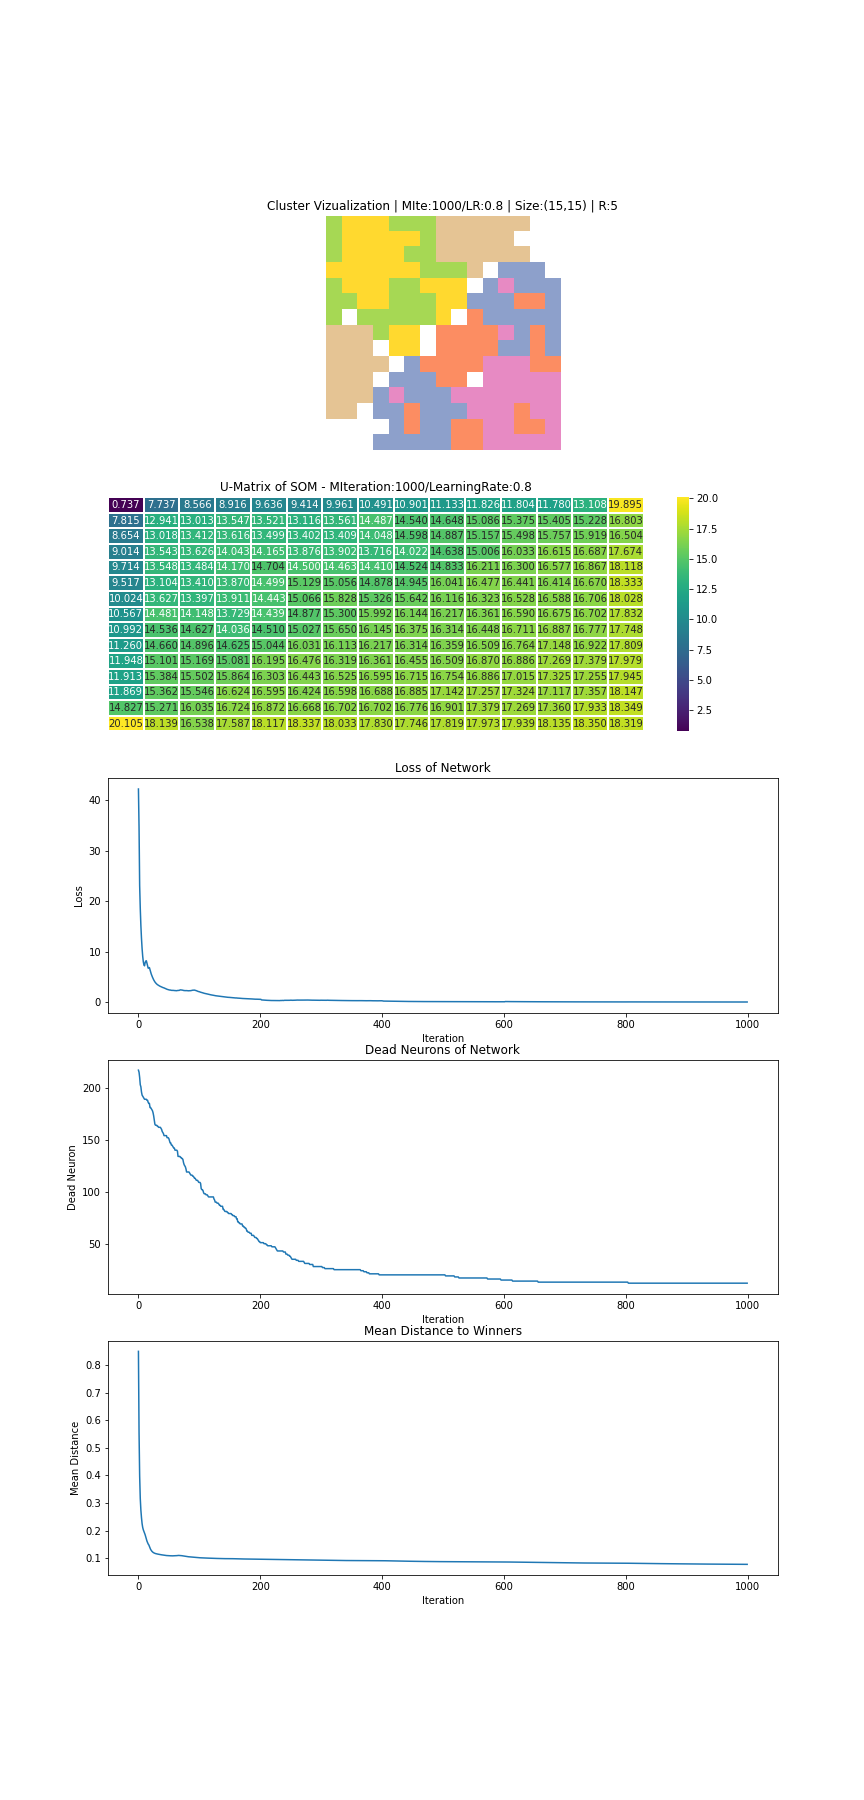 Cluster Vizualization | MIte:1000/LR:0.8 | Size:(15,15) | R:5
U-Matrix of SOM - MIteration:1000/LearningRate:0.8
0.737 7.737 8.566 8.916 9.636 9.414 9.961 10.491 10.901 11.133 11.826 11.804 11.780 13.108 19.895
7.815 12.941 13.013 13.547 13.521 13.116 13.561 14.487 14.540 14.648 15.086 15.375 15.405 15.228 16.803
8.654 13.018 13.412 13.616 13.499 13.402 13.409 14.048 14.598 14.887 15.157 15.498 15.757 15.919 16.504
9.014 13.543 13.626 14.043 14.165 13.876 13.902 13.716 14.022 14.638 15.006 16.033 16.615 16.687 17.674
9.714 13.548 13.484 14.170 14.704 14.500 14.463 14.410 14.524 14.833 16.211 16.300 16.577 16.867 18.118
9.517 13.104 13.410 13.870 14.499 15.129 15.056 14.878 14.945 16.041 16.477 16.441 16.414 16.670 18.333
10.024 13.627 13.397 13.911 14.443 15.066 15.828 15.326 15.642 16.116 16.323 16.528 16.588 16.706 18.028
10.567 14.481 14.148 13.729 14.439 14.877 15.300 15.992 16.144 16.217 16.361 16.590 16.675 16.702 17.832
10.992 14.536 14.627 14.036 14.510 15.027 15.650 16.145 16.375 16.314 16.448 16.711 16.887 16.777 17.748
11.260 14.660 14.896 14.625 15.044 16.031 16.113 16.217 16.314 16.359 16.509 16.764 17.148 16.922 17.809
11.948 15.101 15.169 15.081 16.195 16.476 16.319 16.361 16.455 16.509 16.870 16.886 17.269 17.379 17.979
11.913 15.384 15.502 15.864 16.303 16.443 16.525 16.595 16.715 16.754 16.886 17.015 17.325 17.255 17.945
11.869 15.362 15.546 16.624 16.595 16.424 16.598 16.688 16.885 17.142 17.257 17.324 17.117 17.357 18.147
14.827 15.271 16.035 16.724 16.872 16.668 16.702 16.702 16.776 16.901 17.379 17.269 17.360 17.933 18.349
20.105 18.139 16.538 17.587 18.117 18.337 18.033 17.830 17.746 17.819 17.973 17.939 18.135 18.350 18.319
20.0
17.5
15.0
12.5
10.0
7.5
5.0
2.5
Loss of Network
40
30
20
10
0
Loss
0 200 400 600 800 1000
Iteration
Dead Neurons of Network
200
150
100
50
Dead Neuron
0 200 400 600 800 1000
Iteration
Mean Distance to Winners
0.8
0.7
0.6
0.5
0.4
0.3
0.2
0.1
Mean Distance
0 200 400 600 800 1000
Iteration